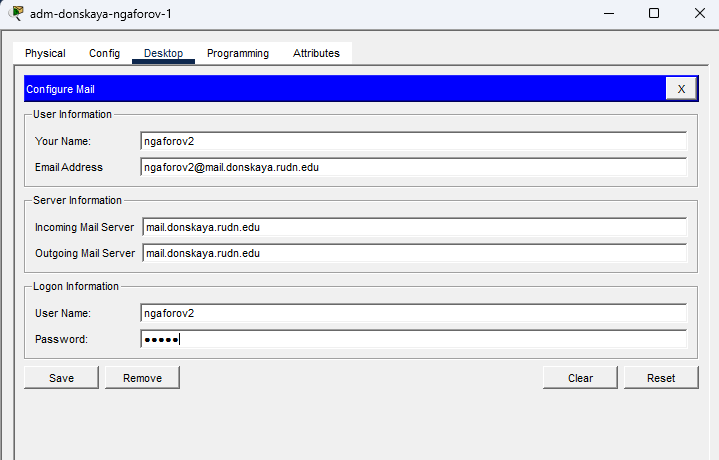 adm-donskaya-ngaforov-1
Physical Config Desktop Programming Attributes
Configure Mail X
User Information
Your Name: ngaforov2
Email Address ngaforov2@mail.donskaya.rudn.edu
Server Information
Incoming Mail Server mail.donskaya.rudn.edu
Outgoing Mail Server mail.donskaya.rudn.edu
Logon Information
User Name: ngaforov2
Password: ●●●●●
Save Remove Clear Reset